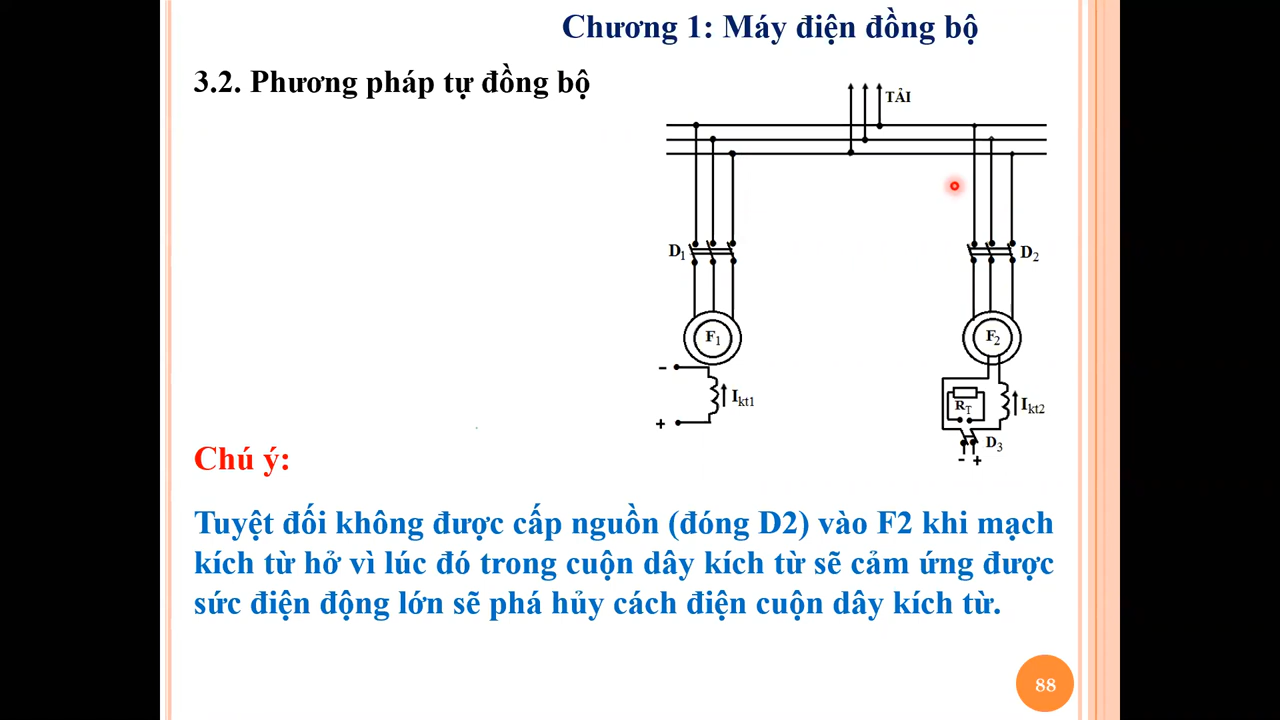 Chương 1: Máy điện đồng bộ
3.2. Phương pháp tự đồng bộ
TẢI
D1
D2
F1
F2
-
Ikt1
+
RT
Ikt2
D3
- +
Chú ý:
Tuyệt đối không được cấp nguồn (đóng D2) vào F2 khi mạch
kích từ hở vì lúc đó trong cuộn dây kích từ sẽ cảm ứng được
sức điện động lớn sẽ phá hủy cách điện cuộn dây kích từ.
88